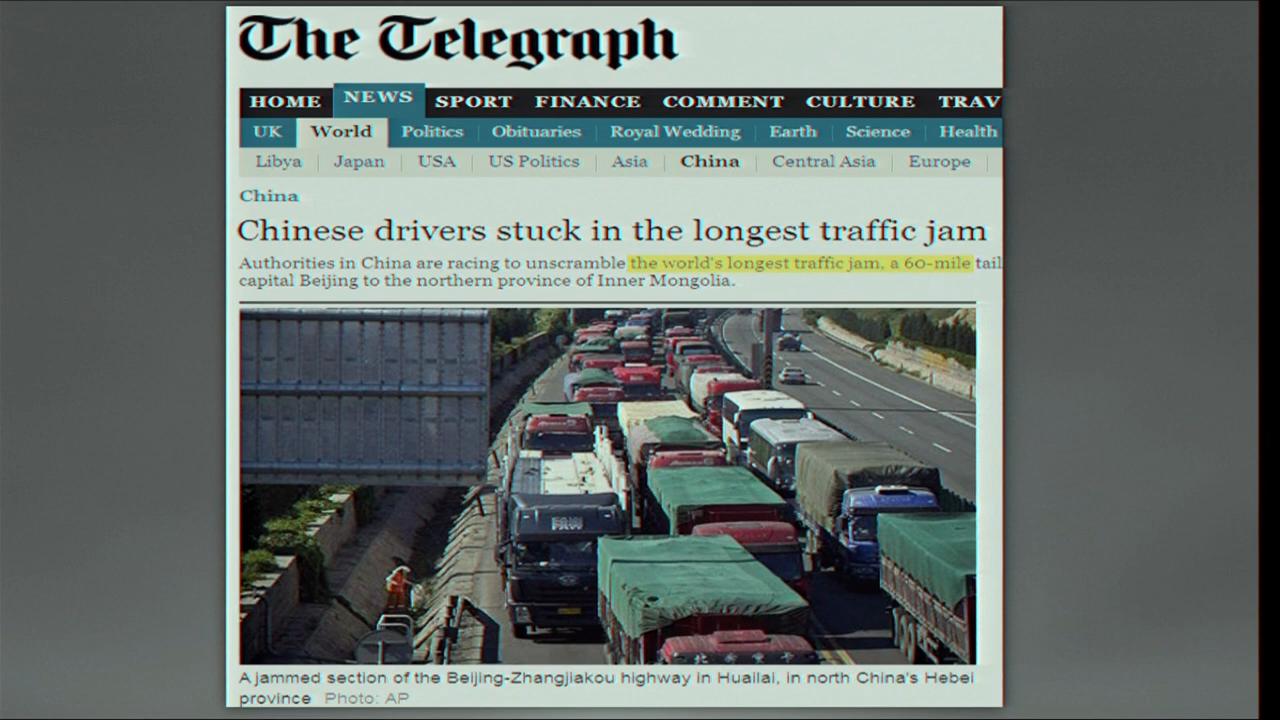 The Telegraph
HOME NEWS SPORT FINANCE COMMENT CULTURE TRAV
UK World Politics Obituaries Royal Wedding Earth Science Health
Libya Japan USA US Politics Asia China Central Asia Europe
China
Chinese drivers stuck in the longest traffic jam
Authorities in China are racing to unscramble the world's longest traffic jam, a 60-mile tail
capital Beijing to the northern province of Inner Mongolia.
FAW
A jammed section of the Beijing-Zhangjiakou highway in Huailai, in north China's Hebei
province Photo: AP